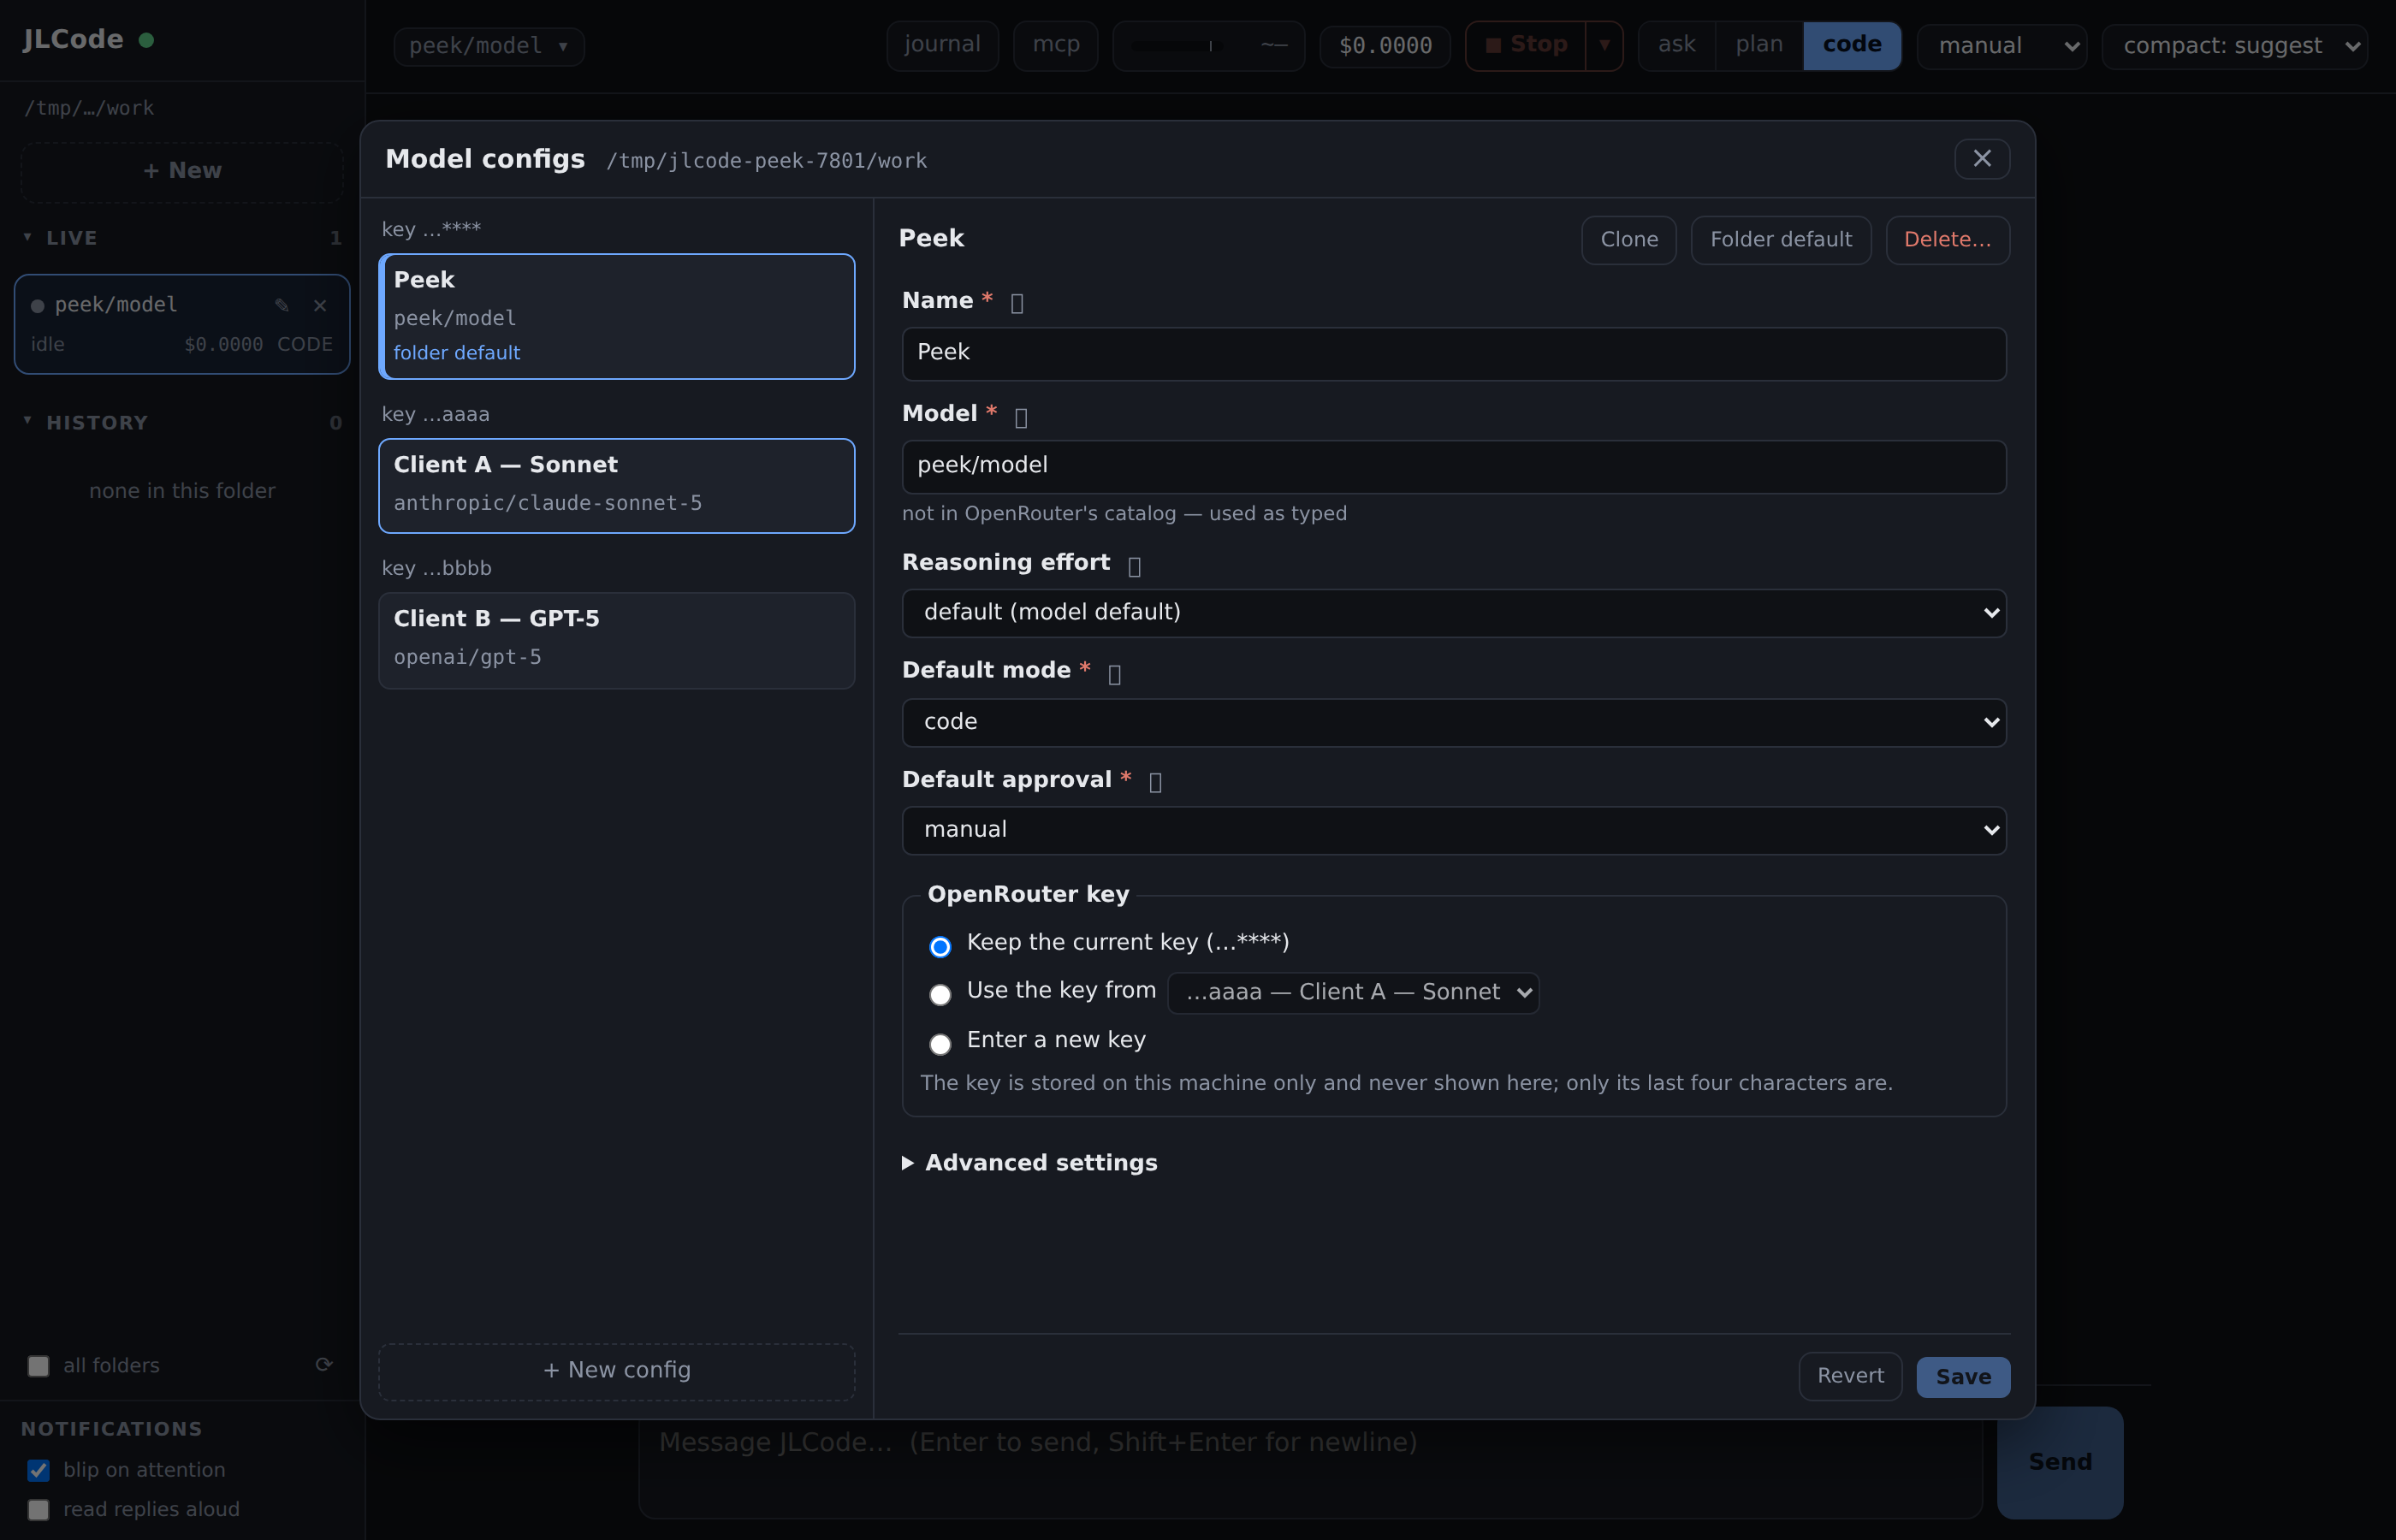 JLCode
/tmp/…/work
+ New
LIVE 1
peek/model
idle $0.0000 CODE
HISTORY 0
none in this folder
all folders
NOTIFICATIONS
blip on attention
read replies aloud
peek/model
journal mcp ~— $0.0000 Stop ask plan code manual compact: suggest
Model configs /tmp/jlcode-peek-7801/work
key …****
Peek
peek/model
folder default
key …aaaa
Client A — Sonnet
anthropic/claude-sonnet-5
key …bbbb
Client B — GPT-5
openai/gpt-5
+ New config
Peek
Clone Folder default Delete…
Name *
Peek
Model *
peek/model
not in OpenRouter's catalog — used as typed
Reasoning effort
default (model default)
Default mode *
code
Default approval *
manual
OpenRouter key
Keep the current key (…****)
Use the key from …aaaa — Client A — Sonnet
Enter a new key
The key is stored on this machine only and never shown here; only its last four characters are.
Advanced settings
Revert Save
Message JLCode… (Enter to send, Shift+Enter for newline)
Send